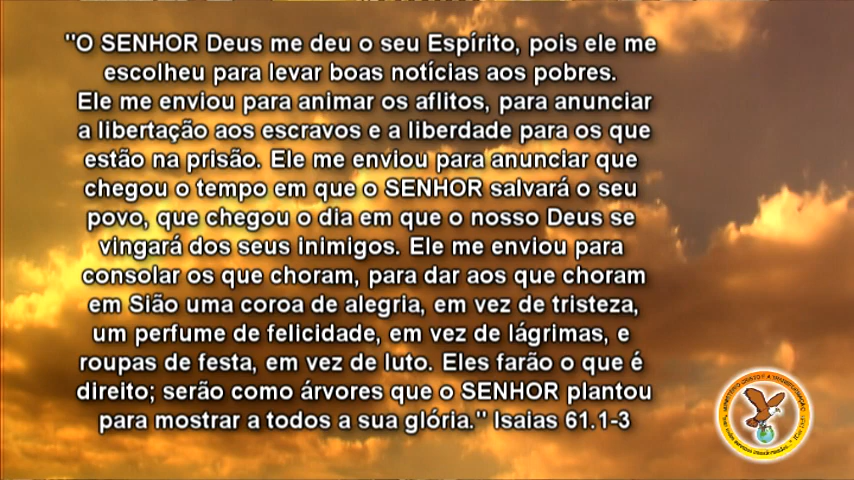 "O SENHOR Deus me deu o seu Espírito, pois ele me
escolheu para levar boas notícias aos pobres.
Ele me enviou para animar os aflitos, para anunciar
a libertação aos escravos e a liberdade para os que
estão na prisão. Ele me enviou para anunciar que
chegou o tempo em que o SENHOR salvará o seu
povo, que chegou o dia em que o nosso Deus se
vingará dos seus inimigos. Ele me enviou para
consolar os que choram, para dar aos que choram
em Sião uma coroa de alegria, em vez de tristeza,
um perfume de felicidade, em vez de lágrimas, e
roupas de festa, em vez de luto. Eles farão o que é
direito; serão como árvores que o SENHOR plantou
para mostrar a todos a sua glória." Isaias 61.1-3